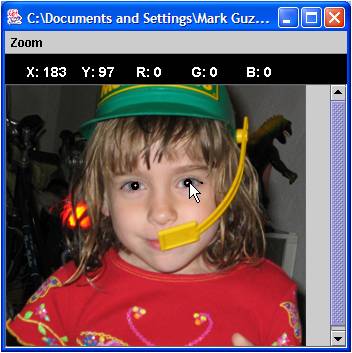 C:\Documents and Settings\Mark Guz...
Zoom
X: 183 Y: 97 R: 0 G: 0 B: 0